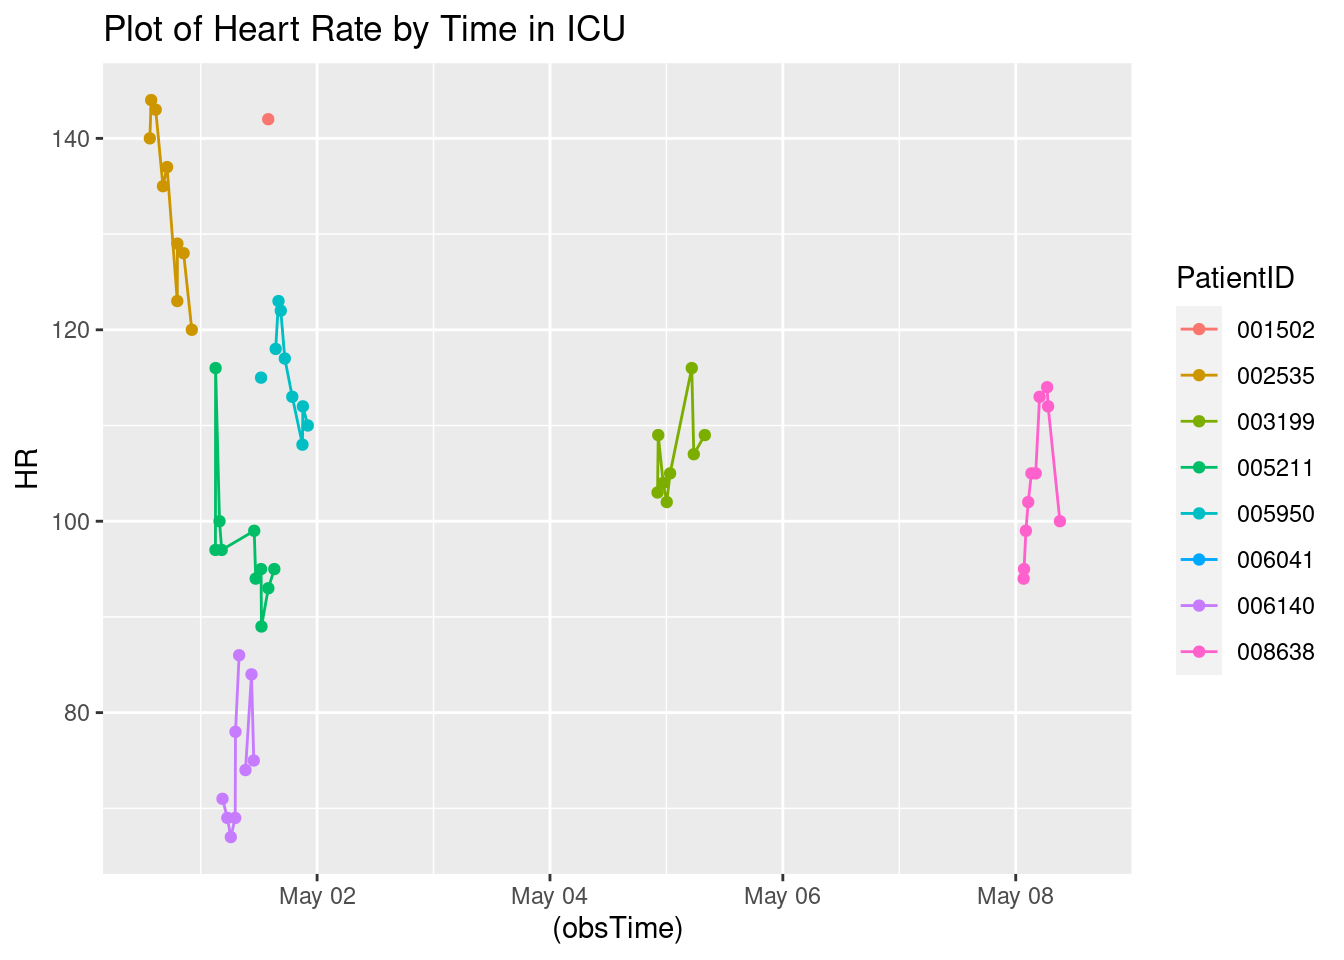 Plot of Heart Rate by Time in ICU
HR
140
120
100
80
May 02
May 04
May 06
May 08
(obsTime)
PatientID
001502
002535
003199
005211
005950
006041
006140
008638